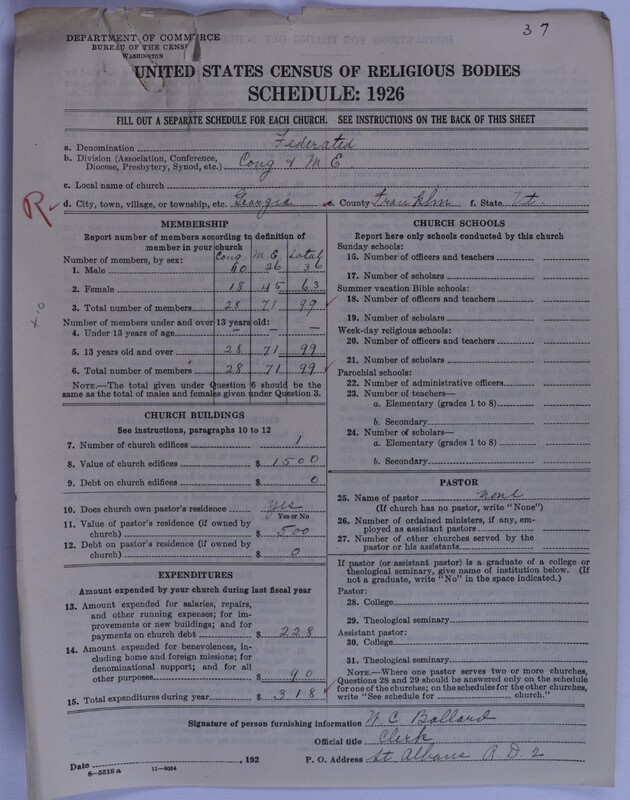 37
DEPARTMENT OF COMMERCE
BUREAU OF THE CENSU
WASHINGTON
UNITED STATES CENSUS OF RELIGIOUS BODIES
SCHEDULE: 1926
FILL OUT A SEPARATE SCHEDULE FOR EACH CHURCH. SEE INSTRUCTIONS ON THE BACK OF THIS SHEET
a. Denomination Federated
b. Division (Association, Conference, Diocese, Presbytery, Synod, etc.) Cong & M E
c. Local name of church
R
d. City, town, village, or township, etc. Georgia e. County Franklin f. State Vt.
MEMBERSHIP
Report number of members according to definition of
member in your church
Number of members, by sex: Cong M.E. total
1. Male 10 26 36
2. Female 18 45 63
3. Total number of members 28 71 99
Number of members under and over 13 years old:
4. Under 13 years of age — — —
5. 13 years old and over 28 71 99
6. Total number of members 28 71 99
NOTE.—The total given under Question 6 should be the
same as the total of males and females given under Question 3.
CHURCH BUILDINGS
See instructions, paragraphs 10 to 12
7. Number of church edifices 1
8. Value of church edifices $ 1500
9. Debt on church edifices $ 0
10. Does church own pastor's residence yes
Yes or No
11. Value of pastor's residence (if owned by
church) $ 500
12. Debt on pastor's residence (if owned by
church) $ 0
EXPENDITURES
Amount expended by your church during last fiscal year
13. Amount expended for salaries, repairs,
and other running expenses; for im-
provements or new buildings; and for
payments on church debt $ 228
14. Amount expended for benevolences, in-
cluding home and foreign missions; for
denominational support; and for all
other purposes $ 90
15. Total expenditures during year $ 318
CHURCH SCHOOLS
Report here only schools conducted by this church
Sunday schools:
16. Number of officers and teachers
17. Number of scholars
Summer vacation Bible schools:
18. Number of officers and teachers
19. Number of scholars
Week-day religious schools:
20. Number of officers and teachers
21. Number of scholars
Parochial schools:
22. Number of administrative officers
23. Number of teachers—
a. Elementary (grades 1 to 8)
b. Secondary
24. Number of scholars—
a. Elementary (grades 1 to 8)
b. Secondary
PASTOR
25. Name of pastor none
(If church has no pastor, write "None")
26. Number of ordained ministers, if any, em-
ployed as assistant pastors
27. Number of other churches served by the
pastor or his assistants
If pastor (or assistant pastor) is a graduate of a college or
theological seminary, give name of institution below. (If
not a graduate, write "No" in the space indicated.)
Pastor:
28. College
29. Theological seminary
Assistant pastor:
30. College
31. Theological seminary
NOTE.—Where one pastor serves two or more churches,
Questions 28 and 29 should be answered only on the schedule
for one of the churches; on the schedules for the other churches,
write "See schedule for church."
Signature of person furnishing information C Ballard
Official title Clerk
Date , 192 P. O. Address St. Albans R D. 2
8-5518a 11-9054